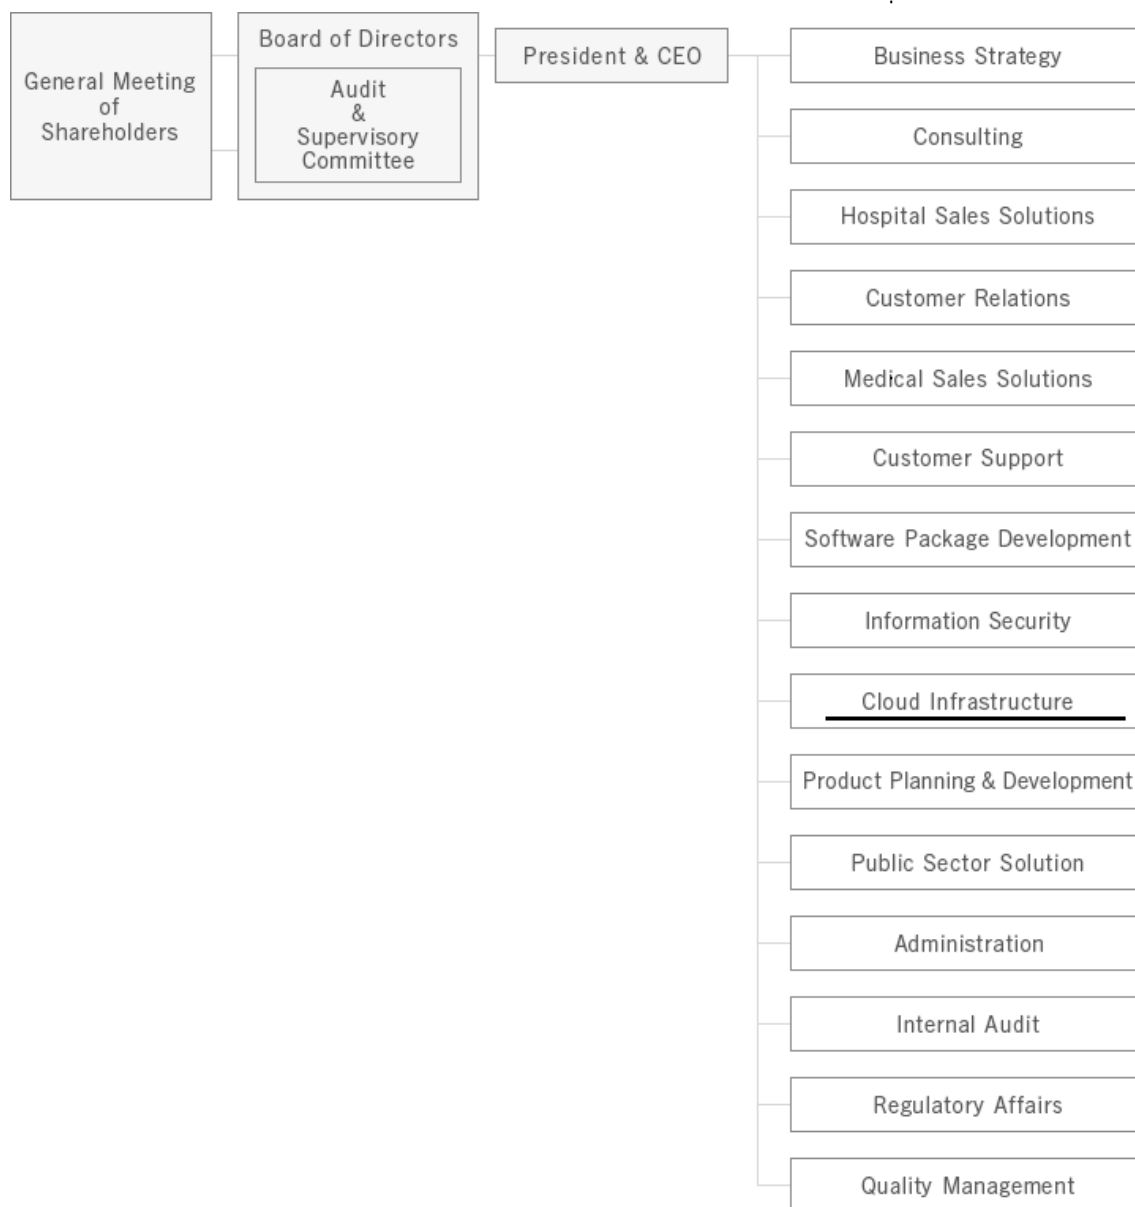 General Meeting
of
Shareholders
Board of Directors
Audit
&
Supervisory
Committee
President & CEO
Business Strategy
Consulting
Hospital Sales Solutions
Customer Relations
Medical Sales Solutions
Customer Support
Software Package Development
Information Security
Cloud Infrastructure
Product Planning & Development
Public Sector Solution
Administration
Internal Audit
Regulatory Affairs
Quality Management